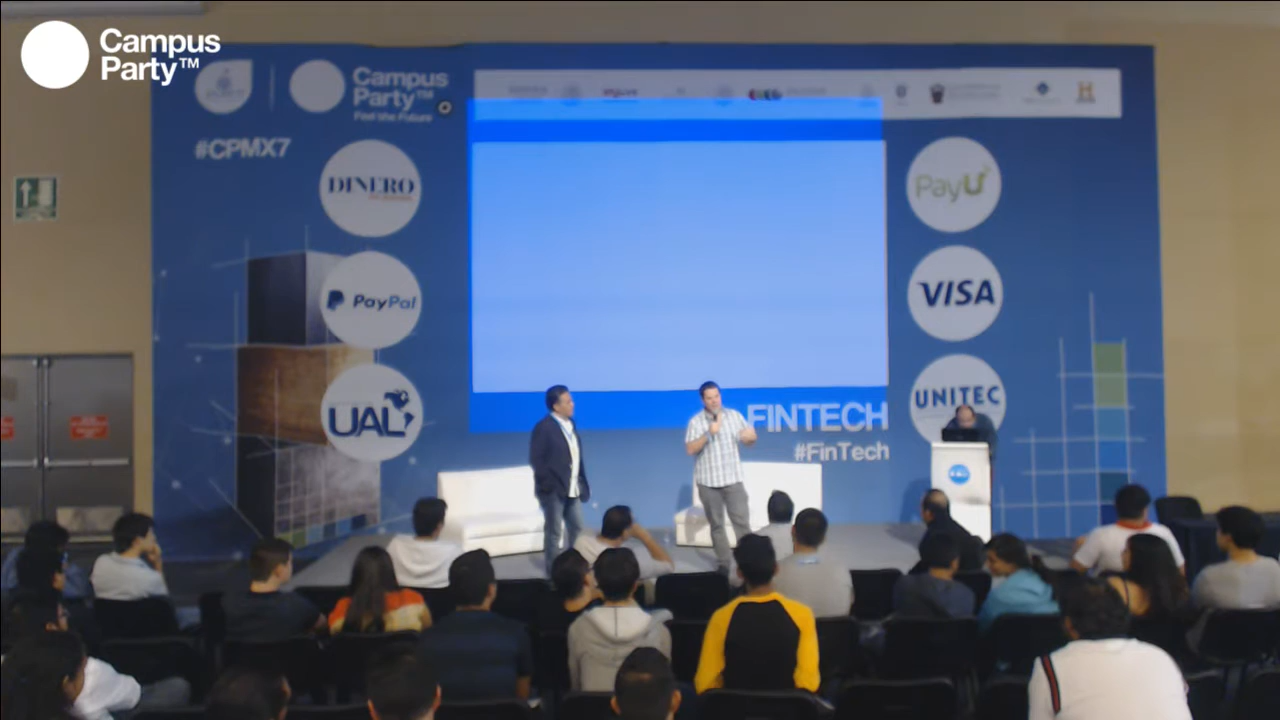 Campus
Party™
Campus
Party™
Feel the Future
#CPMX7
DINERO
PayU
PayPal
VISA
UAL
UNITEC
FINTECH
#FinTech